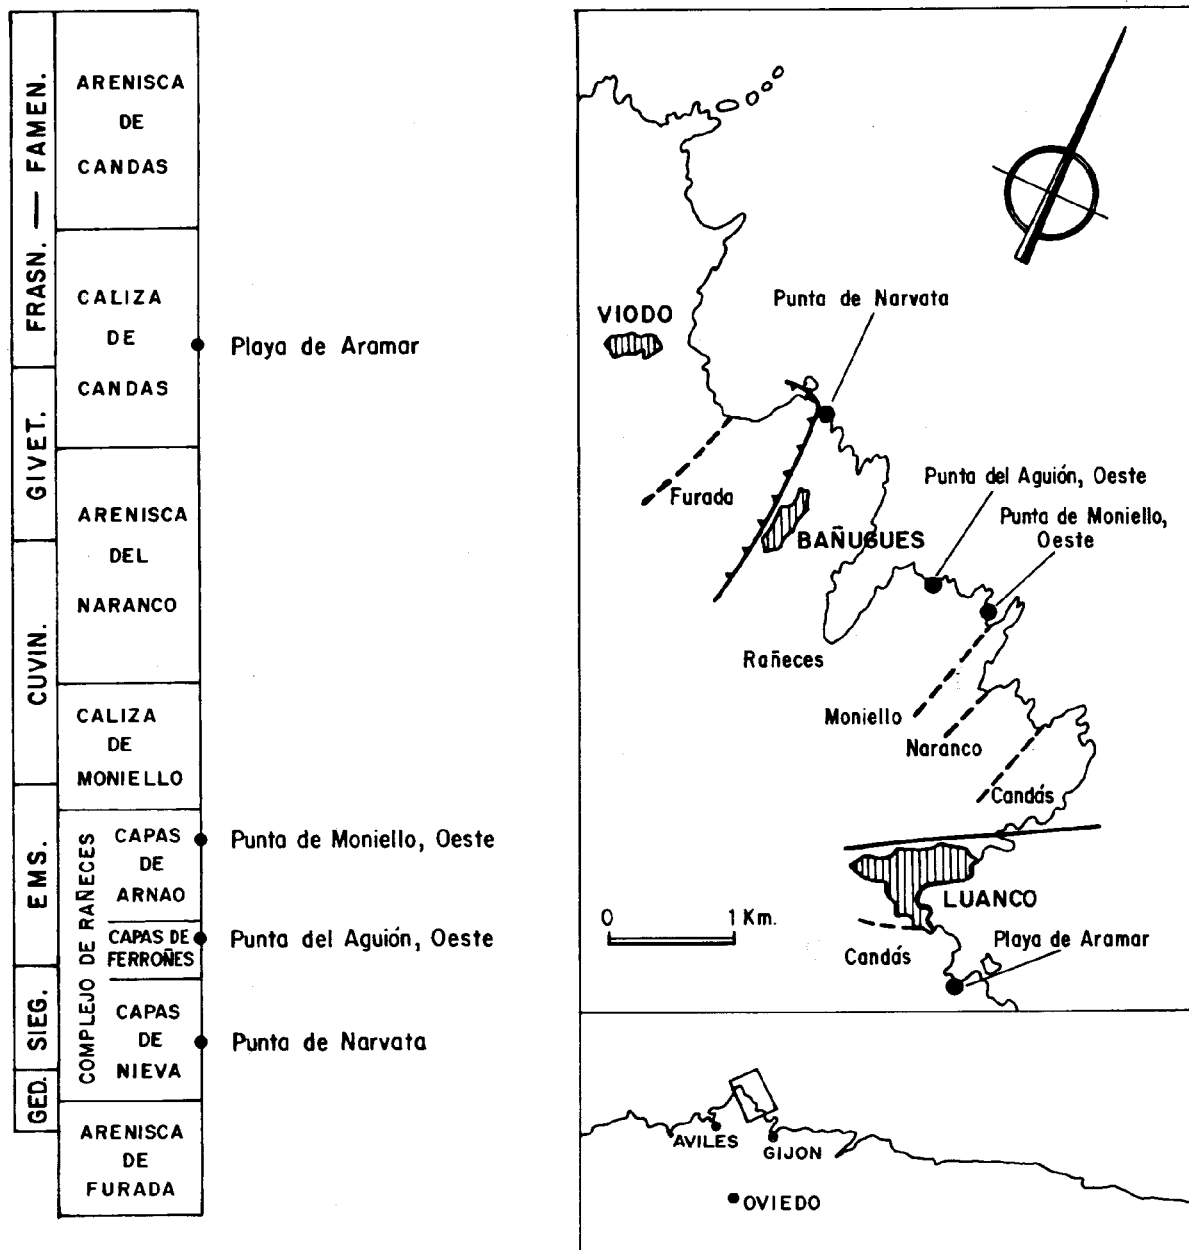 FRASN. — FAMEN.
GIVET.
CUVIN.
EMS.
SIEG.
GED.
ARENISCA
DE
CANDAS
CALIZA
DE
CANDAS
ARENISCA
DEL
NARANCO
CALIZA
DE
MONIELLO
COMPLEJO DE RAÑECES
CAPAS
DE
ARNAO
CAPAS DE
FERROÑES
CAPAS
DE
NIEVA
ARENISCA
DE
FURADA
Playa de Aramar
Punta de Moniello, Oeste
Punta del Aguión, Oeste
Punta de Narvata
VIODO
Punta de Narvata
Furada
BAÑUGUES
Punta del Aguión, Oeste
Punta de Moniello,
Oeste
Rañeces
Moniello
Naranco
Candás
LUANCO
0 1 Km.
Candás
Playa de Aramar
AVILES
GIJON
OVIEDO